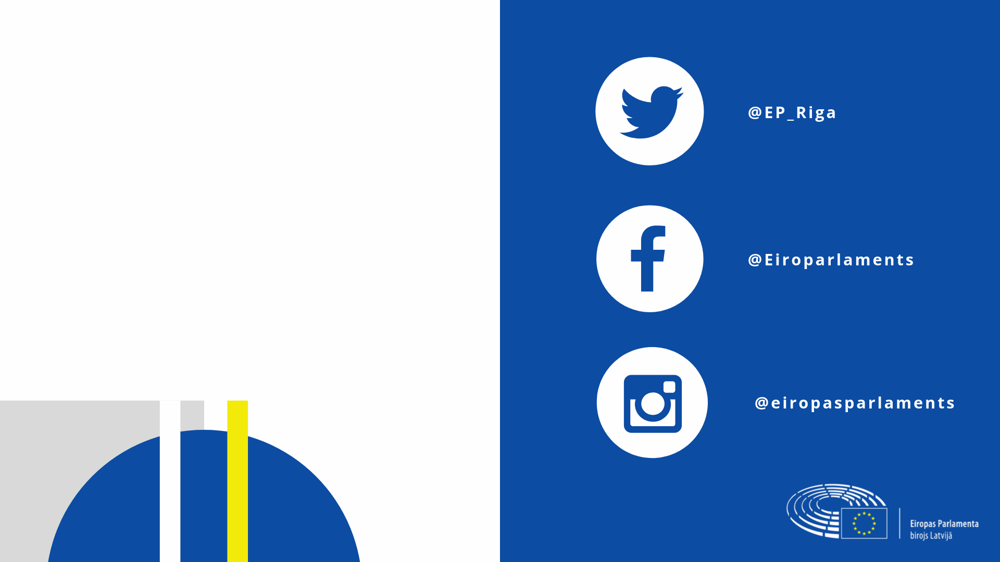 @EP_Riga
@Eiroparlaments
@eiropasparlaments
Eiropas Parlamenta
birojs Latvijā